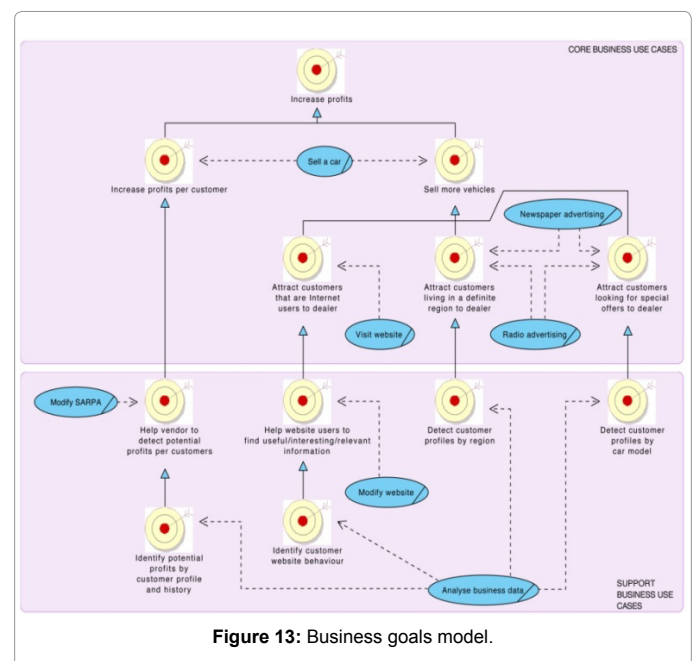 CORE BUSINESS USE CASES
Increase profits
Sell a car
Increase profits per customer
Sell more vehicles
Newspaper advertising
Attract customers
that are Internet
users to dealer
Attract customers
living in a definite
region to dealer
Attract customers
looking for special
offers to dealer
Visit website
Radio advertising
Modify SARPA
Help vendor to
detect potential
profits per customers
Help website users to
find useful/interesting/relevant
information
Detect customer
profiles by region
Detect customer
profiles by
car model
Modify website
Identify potential
profits by
customer profile
and history
Identify customer
website behaviour
Analyse business data
SUPPORT
BUSINESS USE
CASES
Figure 13: Business goals model.